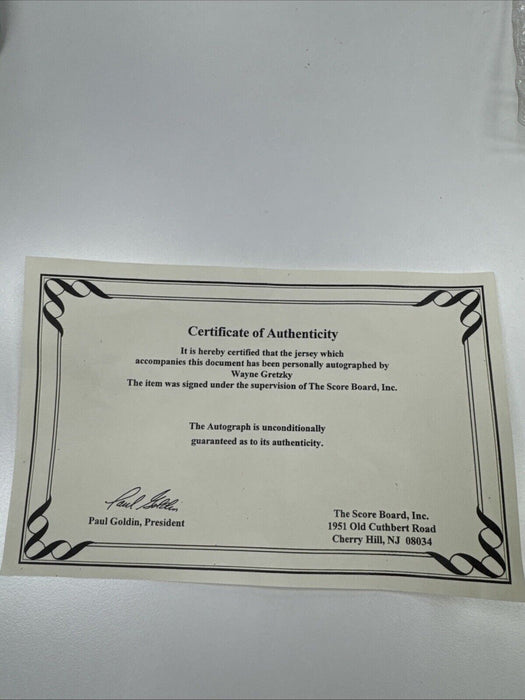 Certificate of Authenticity
It is hereby certified that the jersey which
accompanies this document has been personally autographed by
Wayne Gretzky
The item was signed under the supervision of The Score Board, Inc.
The Autograph is unconditionally
guaranteed as to its authenticity.
Paul Goldin
Paul Goldin, President
The Score Board, Inc.
1951 Old Cuthbert Road
Cherry Hill, NJ 08034